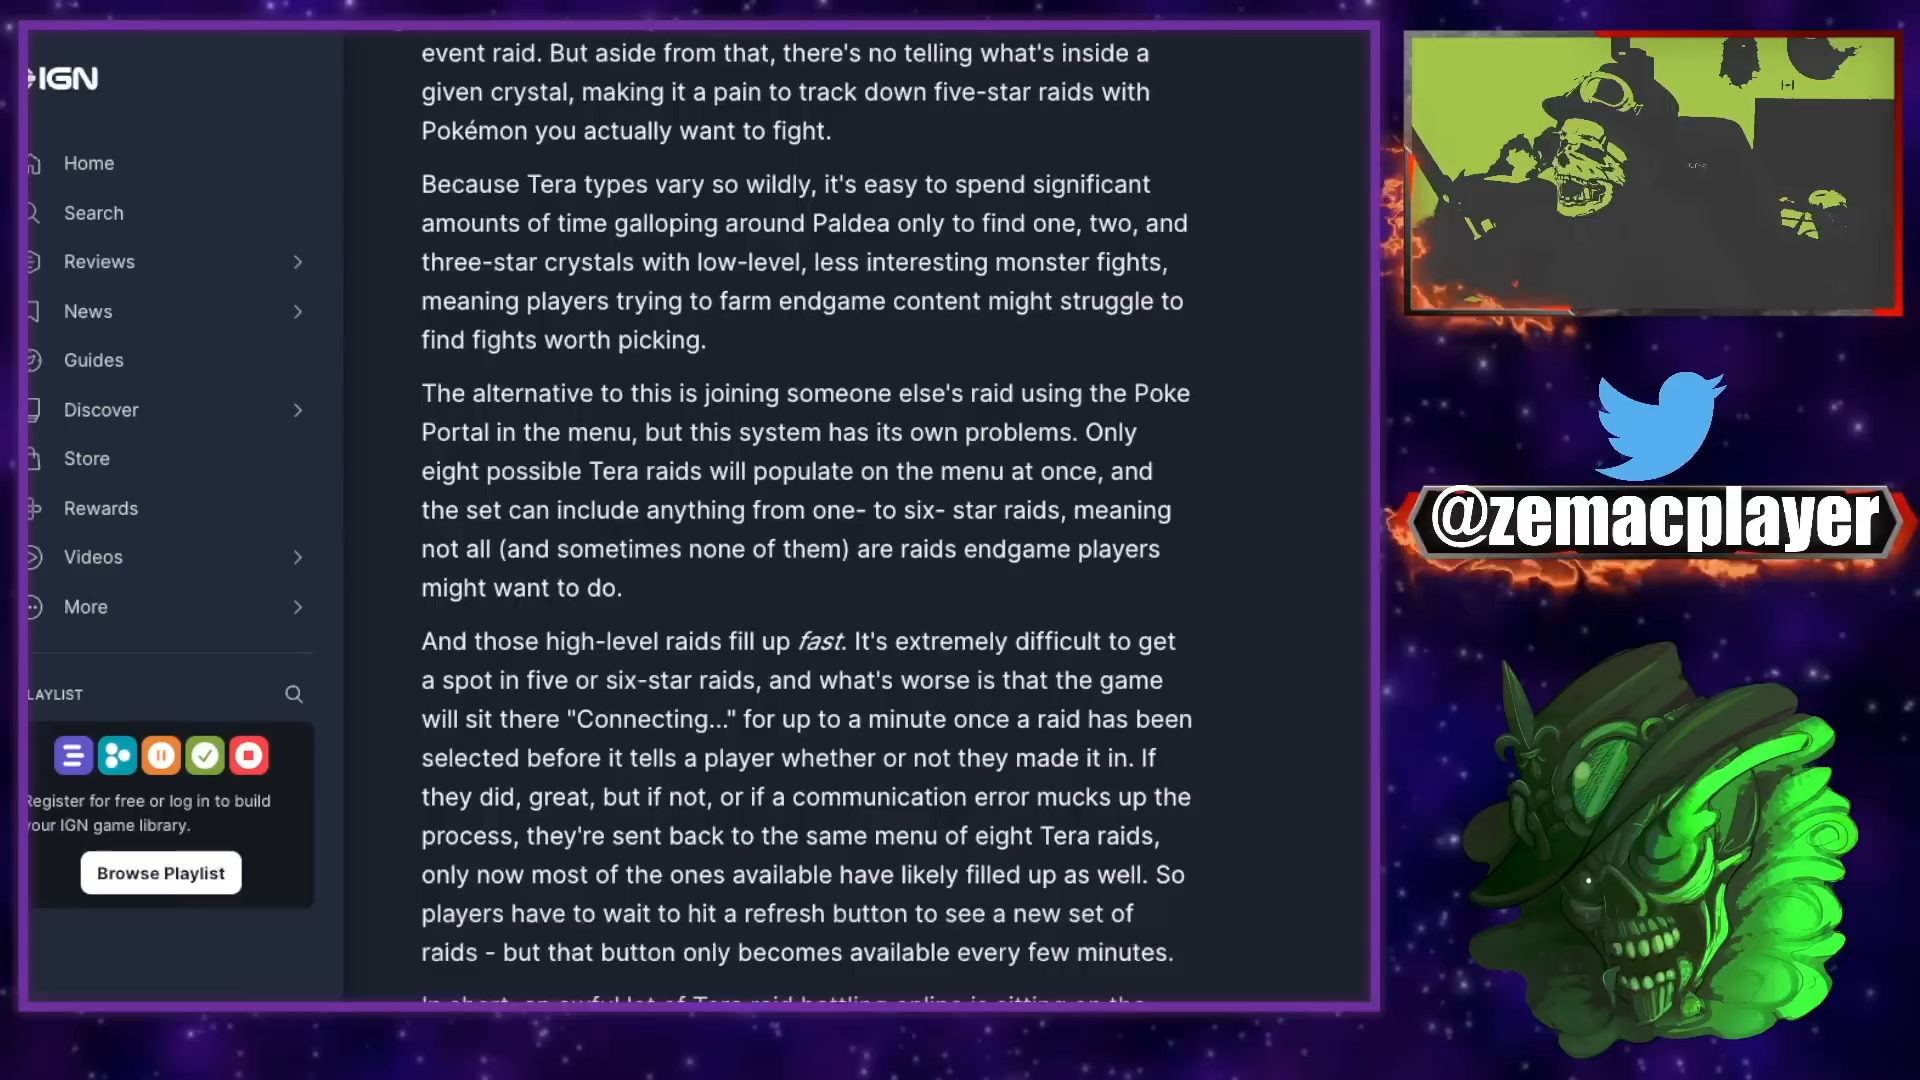 IGN
Home
Search
Reviews
News
Guides
Discover
Store
Rewards
Videos
More
LAYLIST
Register for free or log in to build
your IGN game library.
Browse Playlist
event raid. But aside from that, there's no telling what's inside a
given crystal, making it a pain to track down five-star raids with
Pokémon you actually want to fight.
Because Tera types vary so wildly, it's easy to spend significant
amounts of time galloping around Paldea only to find one, two, and
three-star crystals with low-level, less interesting monster fights,
meaning players trying to farm endgame content might struggle to
find fights worth picking.
The alternative to this is joining someone else's raid using the Poke
Portal in the menu, but this system has its own problems. Only
eight possible Tera raids will populate on the menu at once, and
the set can include anything from one- to six- star raids, meaning
not all (and sometimes none of them) are raids endgame players
might want to do.
And those high-level raids fill up fast. It's extremely difficult to get
a spot in five or six-star raids, and what's worse is that the game
will sit there "Connecting..." for up to a minute once a raid has been
selected before it tells a player whether or not they made it in. If
they did, great, but if not, or if a communication error mucks up the
process, they're sent back to the same menu of eight Tera raids,
only now most of the ones available have likely filled up as well. So
players have to wait to hit a refresh button to see a new set of
raids - but that button only becomes available every few minutes.
In short, an awful lot of Tera raid battling online is sitting on the
@zemacplayer